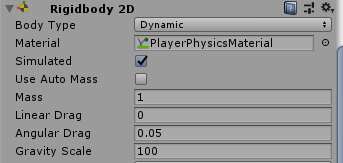 Rigidbody 2D
Body Type Dynamic
Material PlayerPhysicsMaterial
Simulated
Use Auto Mass
Mass 1
Linear Drag 0
Angular Drag 0.05
Gravity Scale 100